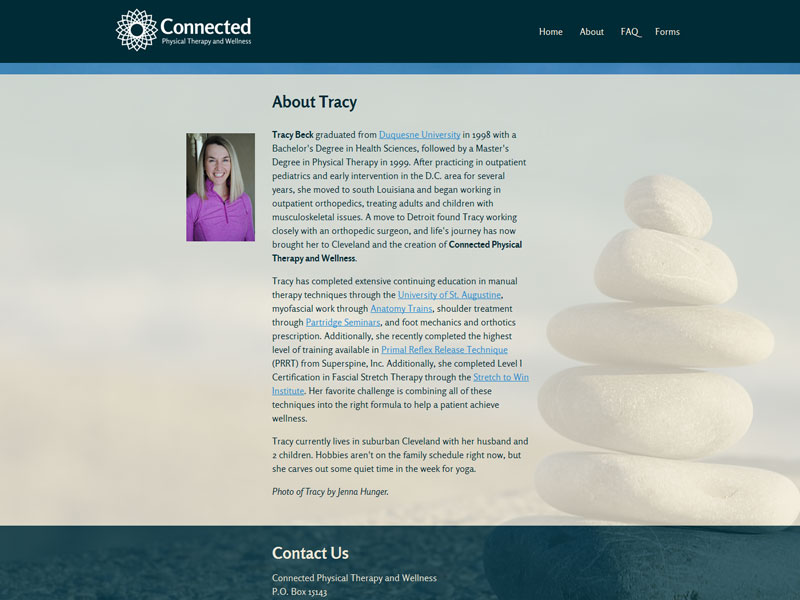 Connected
Physical Therapy and Wellness
Home About FAQ Forms
About Tracy
Tracy Beck graduated from Duquesne University in 1998 with a
Bachelor's Degree in Health Sciences, followed by a Master's
Degree in Physical Therapy in 1999. After practicing in outpatient
pediatrics and early intervention in the D.C. area for several
years, she moved to south Louisiana and began working in
outpatient orthopedics, treating adults and children with
musculoskeletal issues. A move to Detroit found Tracy working
closely with an orthopedic surgeon, and life's journey has now
brought her to Cleveland and the creation of Connected Physical
Therapy and Wellness.
Tracy has completed extensive continuing education in manual
therapy techniques through the University of St. Augustine,
myofascial work through Anatomy Trains, shoulder treatment
through Partridge Seminars, and foot mechanics and orthotics
prescription. Additionally, she recently completed the highest
level of training available in Primal Reflex Release Technique
(PRRT) from Superspine, Inc. Additionally, she completed Level 1
Certification in Fascial Stretch Therapy through the Stretch to Win
Institute. Her favorite challenge is combining all of these
techniques into the right formula to help a patient achieve
wellness.
Tracy currently lives in suburban Cleveland with her husband and
2 children. Hobbies aren't on the family schedule right now, but
she carves out some quiet time in the week for yoga.
Photo of Tracy by Jenna Hunger.
Contact Us
Connected Physical Therapy and Wellness
P.O. Box 15143